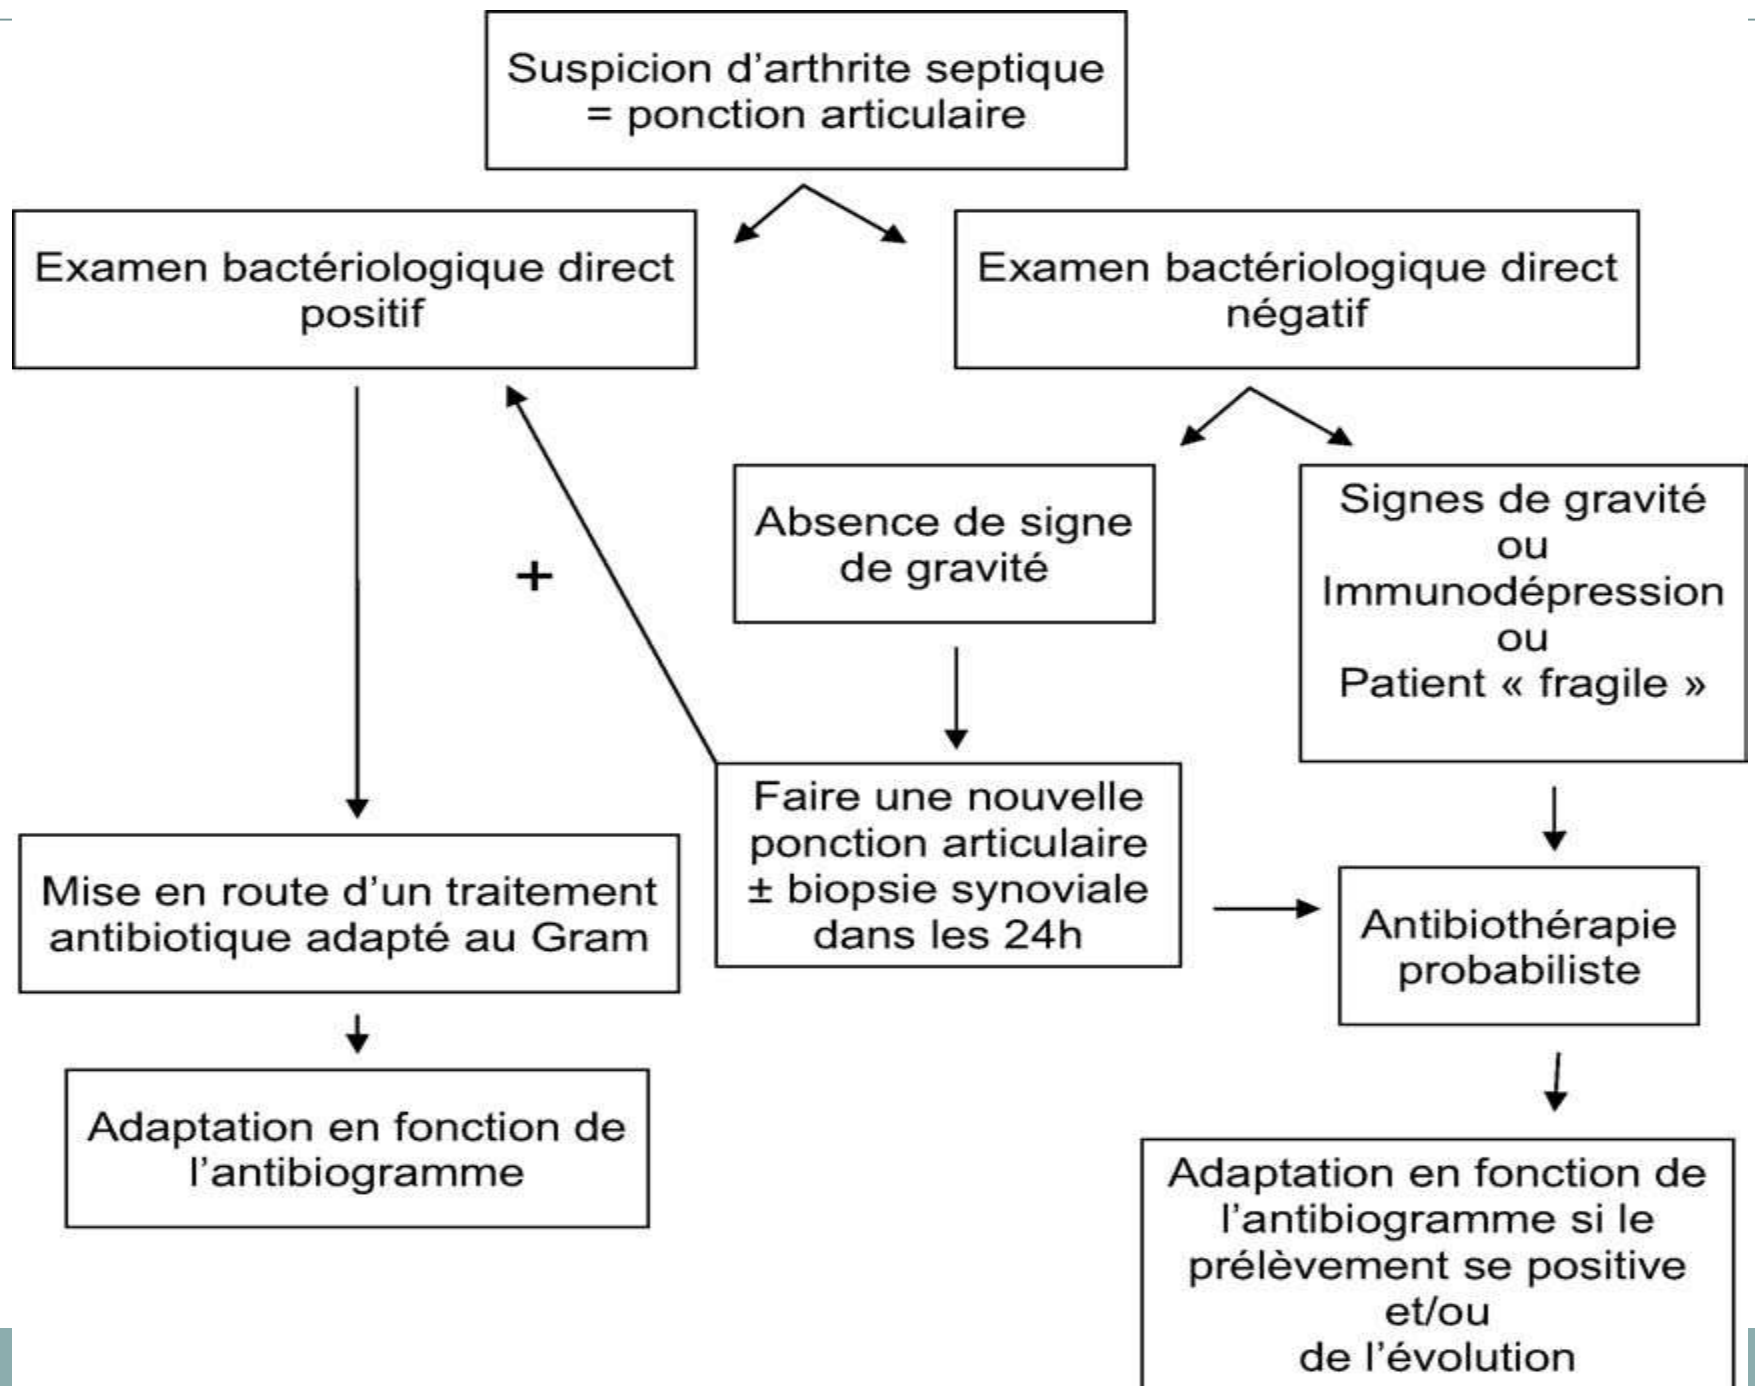 Suspicion d’arthrite septique
= ponction articulaire
Examen bactériologique direct
positif
Examen bactériologique direct
négatif
Absence de signe
de gravité
Signes de gravité
ou
Immunodépression
ou
Patient « fragile »
+
Faire une nouvelle
ponction articulaire
± biopsie synoviale
dans les 24h
Mise en route d’un traitement
antibiotique adapté au Gram
Antibiothérapie
probabiliste
Adaptation en fonction de
l’antibiogramme
Adaptation en fonction de
l’antibiogramme si le
prélèvement se positive
et/ou
de l’évolution